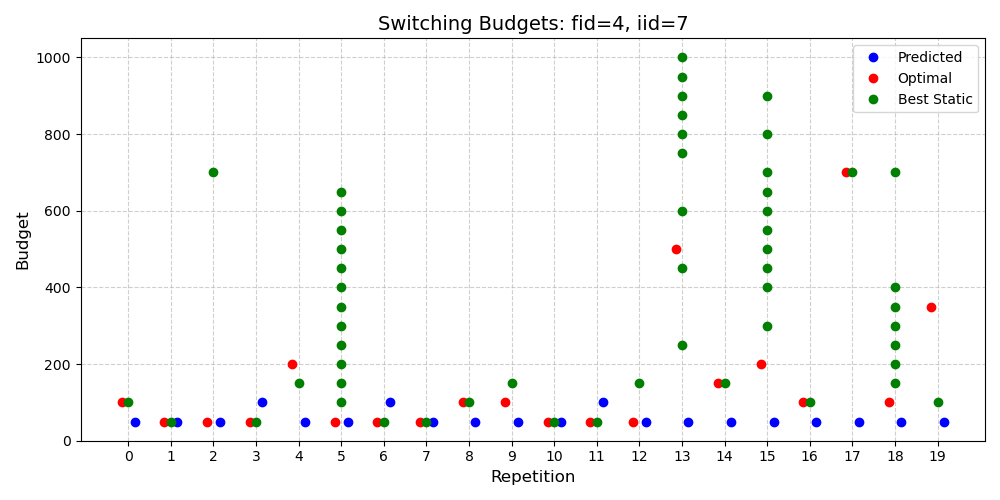 Switching Budgets: fid=4, iid=7
Predicted
Optimal
Best Static
Budget
1000
800
600
400
200
0
0 1 2 3 4 5 6 7 8 9 10 11 12 13 14 15 16 17 18 19
Repetition